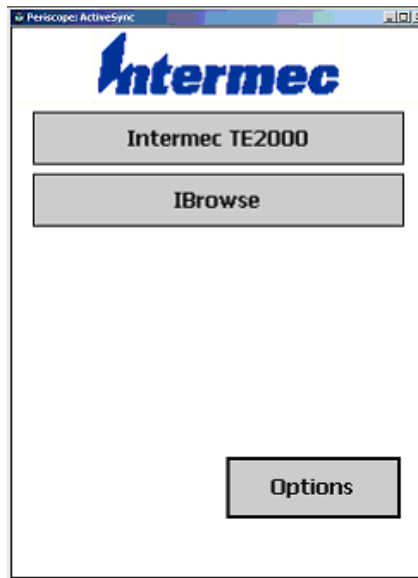 Periscope: ActiveSync
Intermec
Intermec TE2000
IBrowse
Options